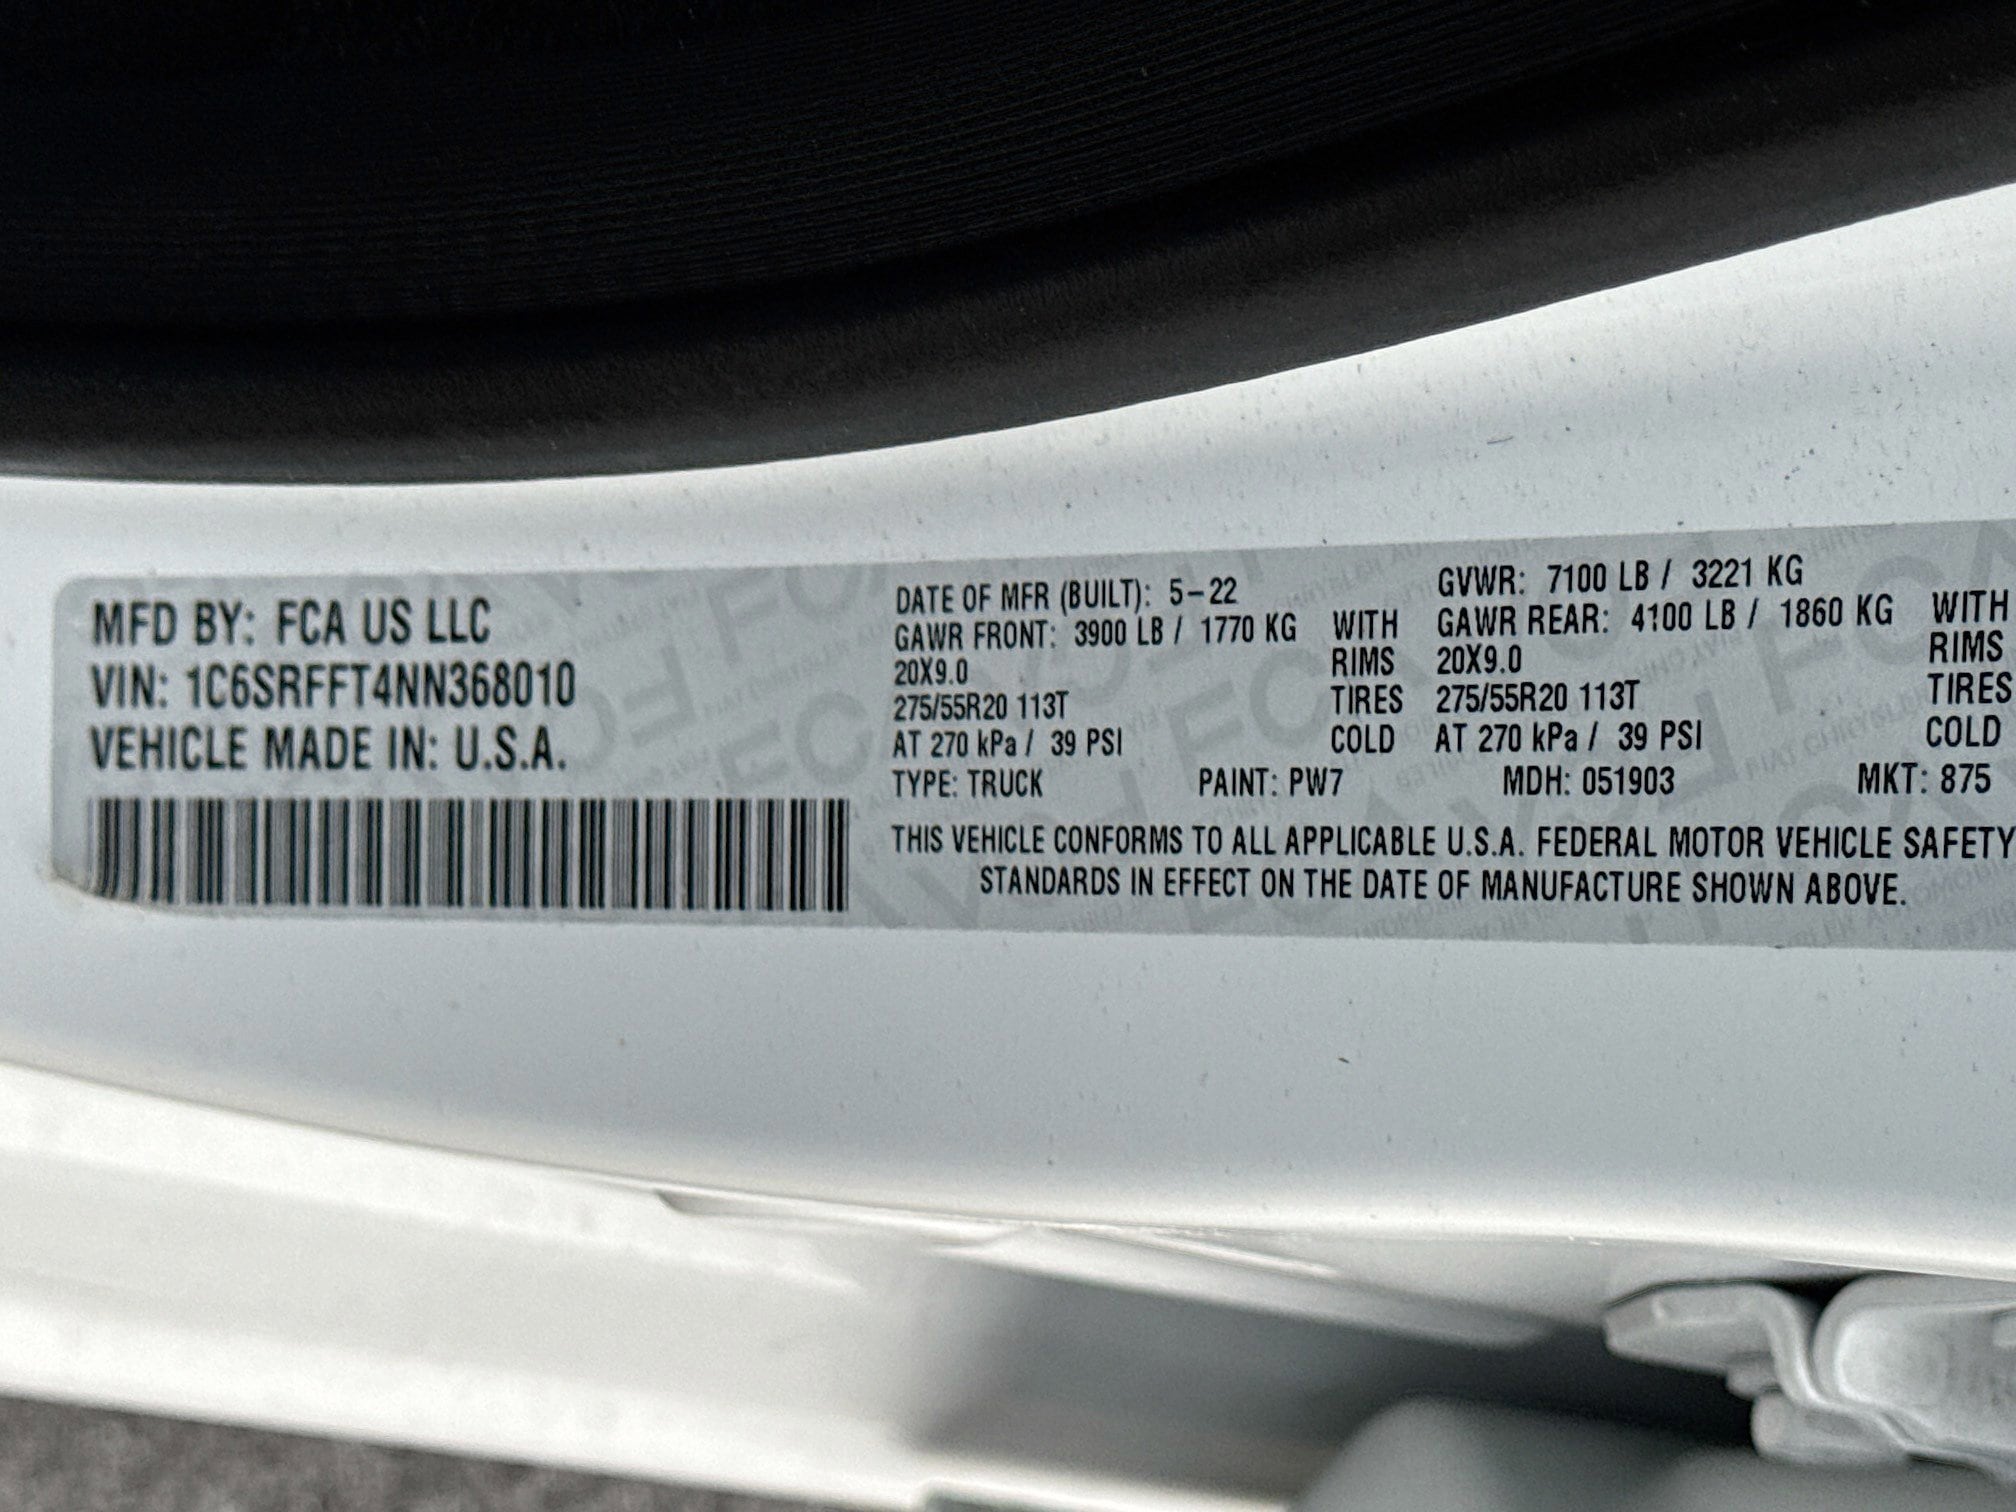 MFD BY: FCA US LLC
VIN: 1C6SRFFT4NN368010
VEHICLE MADE IN: U.S.A.
DATE OF MFR (BUILT): 5-22 GVWR: 7100 LB / 3221 KG
GAWR FRONT: 3900 LB / 1770 KG WITH GAWR REAR: 4100 LB / 1860 KG WITH
20X9.0 RIMS 20X9.0 RIMS
275/55R20 113T TIRES 275/55R20 113T TIRES
AT 270 kPa / 39 PSI COLD AT 270 kPa / 39 PSI COLD
TYPE: TRUCK PAINT: PW7 MDH: 051903 MKT: 875
THIS VEHICLE CONFORMS TO ALL APPLICABLE U.S.A. FEDERAL MOTOR VEHICLE SAFETY
STANDARDS IN EFFECT ON THE DATE OF MANUFACTURE SHOWN ABOVE.